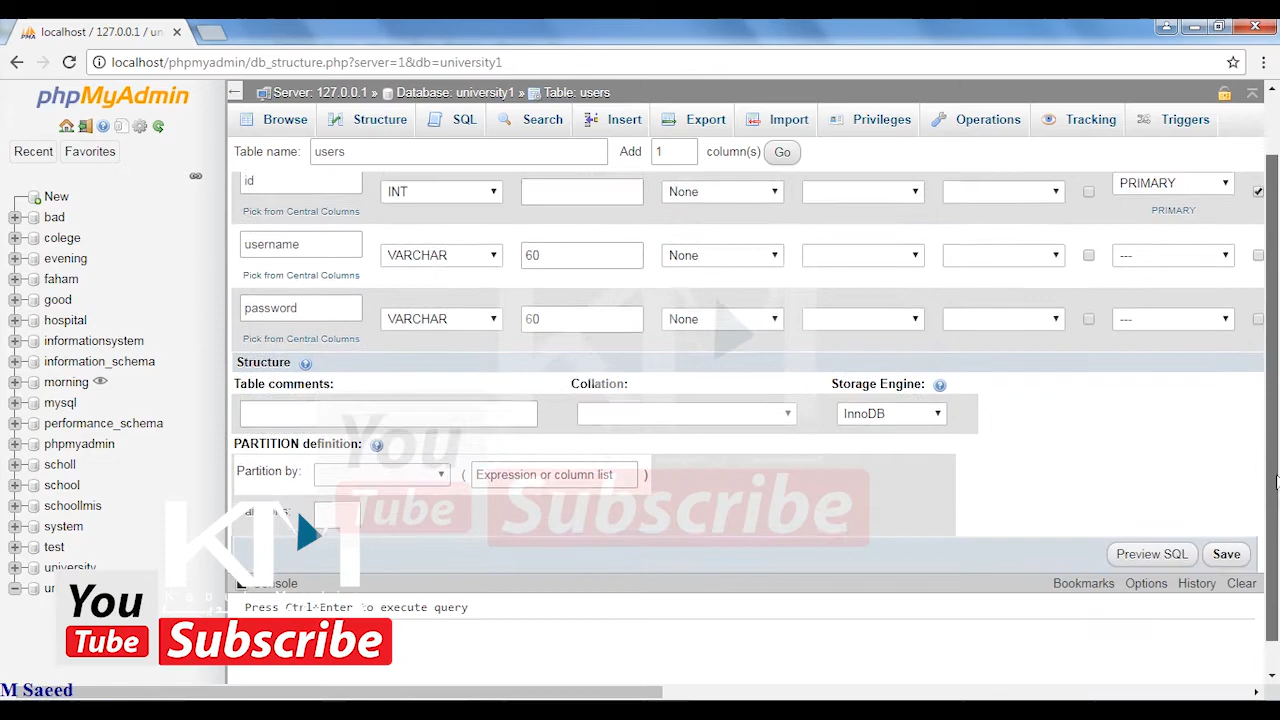 localhost / 127.0.0.1 / un
localhost/phpmyadmin/db_structure.php?server=1&db=university1
phpMyAdmin
Recent Favorites
New
bad
colege
evening
faham
good
hospital
informationsystem
information_schema
morning
mysql
performance_schema
phpmyadmin
scholl
school
schoollmis
system
test
university
Server: 127.0.0.1 » Database: university1 » Table: users
Browse Structure SQL Search Insert Export Import Privileges Operations Tracking Triggers
Table name: users Add 1 column(s) Go
id INT None PRIMARY
Pick from Central Columns PRIMARY
username VARCHAR 60 None ---
Pick from Central Columns
password VARCHAR 60 None ---
Pick from Central Columns
Structure
Table comments: Collation: Storage Engine:
InnoDB
PARTITION definition:
Partition by: ( Expression or column list )
Preview SQL Save
Console Bookmarks Options History Clear
Press Ctrl+Enter to execute query
You
Tube Subscribe
KTM
You
Tube Subscribe
M Saeed